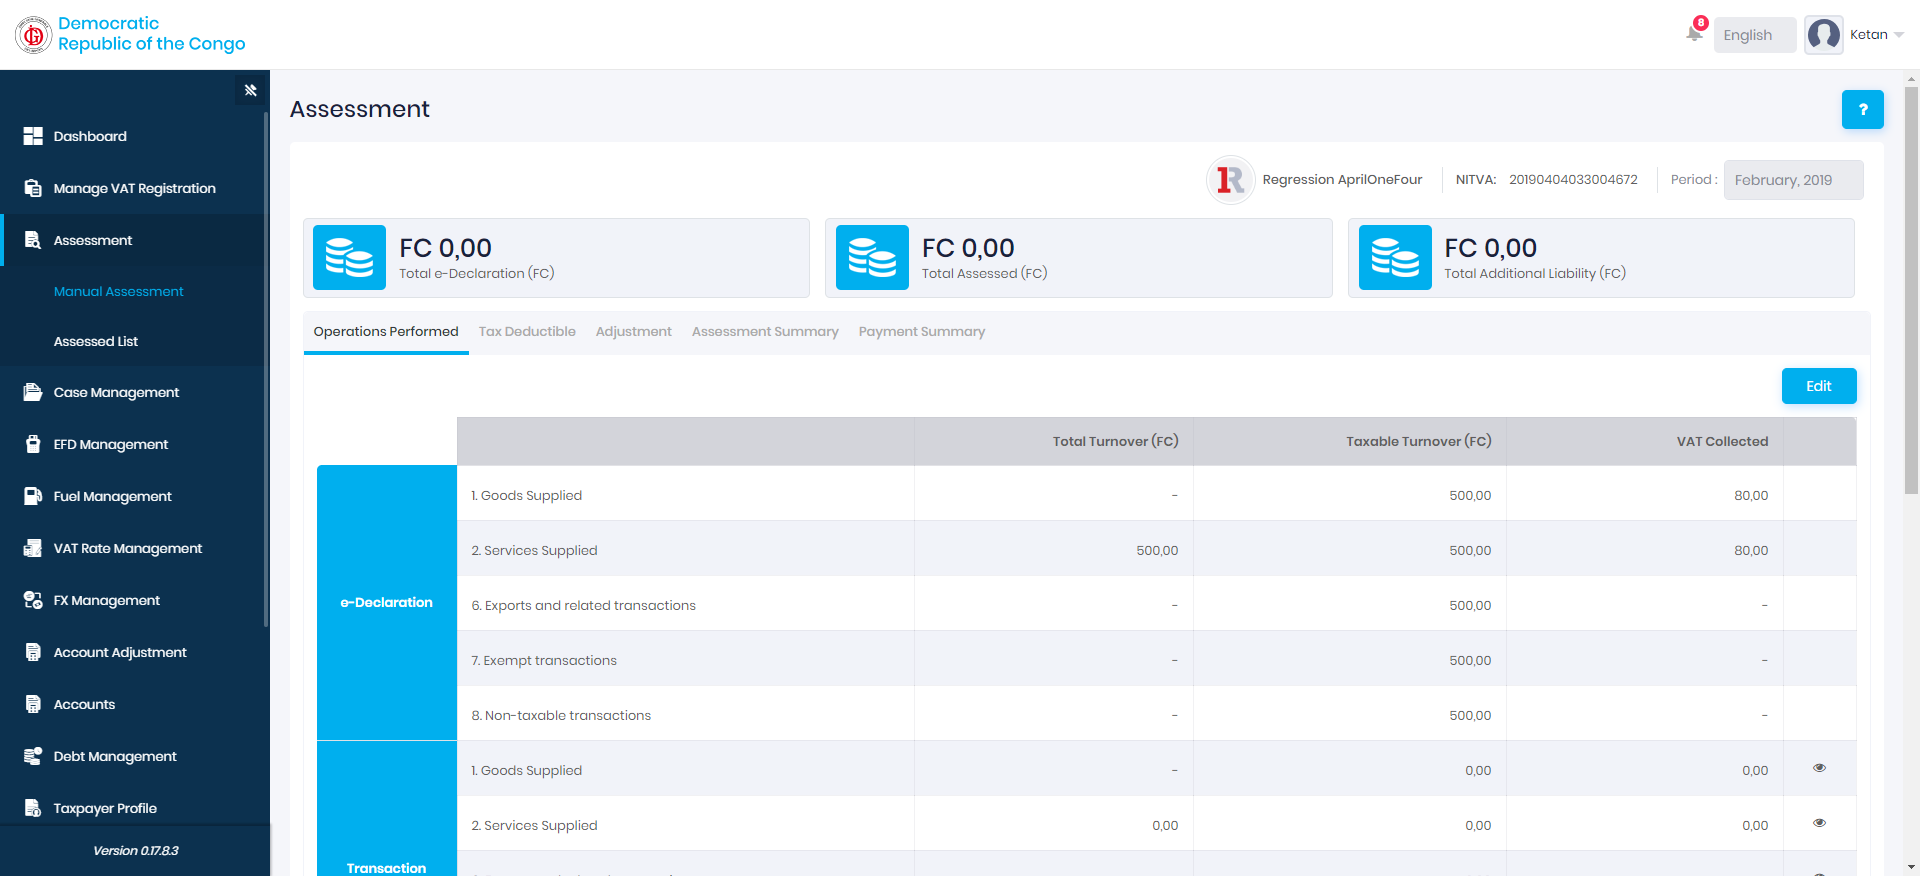 Democratic
Republic of the Congo
8
English
Ketan
Dashboard
Manage VAT Registration
Assessment
Manual Assessment
Assessed List
Case Management
EFD Management
Fuel Management
VAT Rate Management
FX Management
Account Adjustment
Accounts
Debt Management
Taxpayer Profile
Version 0.17.8.3
Assessment
?
1R Regression AprilOneFour NITVA: 20190404033004672 Period : February, 2019
FC 0,00
Total e-Declaration (FC)
FC 0,00
Total Assessed (FC)
FC 0,00
Total Additional Liability (FC)
Operations Performed Tax Deductible Adjustment Assessment Summary Payment Summary
Edit
Total Turnover (FC) Taxable Turnover (FC) VAT Collected
e-Declaration
1. Goods Supplied - 500,00 80,00
2. Services Supplied 500,00 500,00 80,00
6. Exports and related transactions - 500,00 -
7. Exempt transactions - 500,00 -
8. Non-taxable transactions - 500,00 -
Transaction
1. Goods Supplied - 0,00 0,00
2. Services Supplied 0,00 0,00 0,00